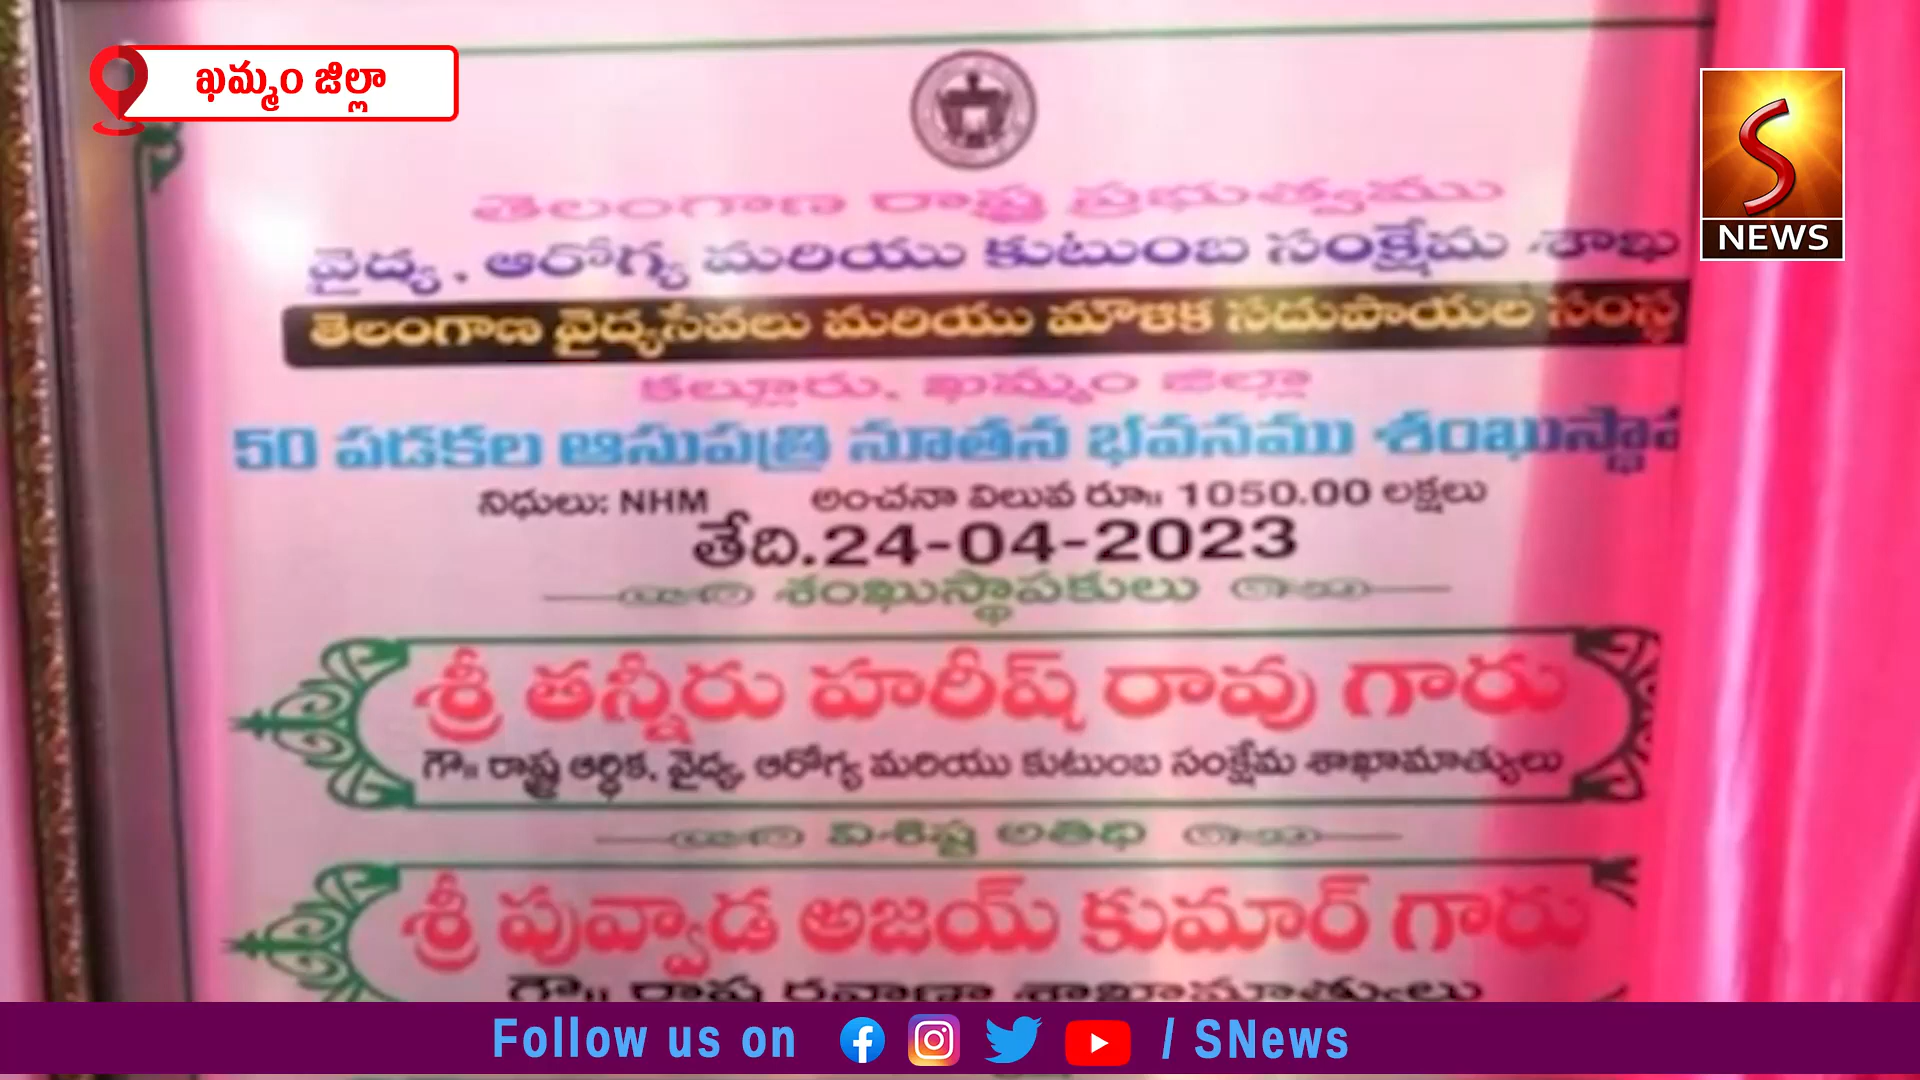 ఖమ్మం జిల్లా
NEWS
తెలంగాణ రాష్ట్ర ప్రభుత్వము
వైద్య, ఆరోగ్య మరియు కుటుంబ సంక్షేమ శాఖ
తెలంగాణ వైద్యసేవలు మరియు మౌళిక సదుపాయల సంస్థ
కల్లూరు, ఖమ్మం జిల్లా
50 పడకల ఆసుపత్రి నూతన భవనము
నిధులు: NHM అంచనా విలువ రూ॥ 1050.00 లక్షలు
తేది.24-04-2023
శంఖుస్థాపకులు
శ్రీ తన్నీరు హరీష్ రావు గారు
గౌ॥ రాష్ట్ర ఆర్ధిక, వైద్య, ఆరోగ్య మరియు కుటుంబ సంక్షేమ శాఖామాత్యులు
విశిష్ట అతిథి
శ్రీ పువ్వాడ అజయ్ కుమార్ గారు
గౌ॥ రాష్ట్ర రవాణా శాఖామాత్యులు
Follow us on / SNews